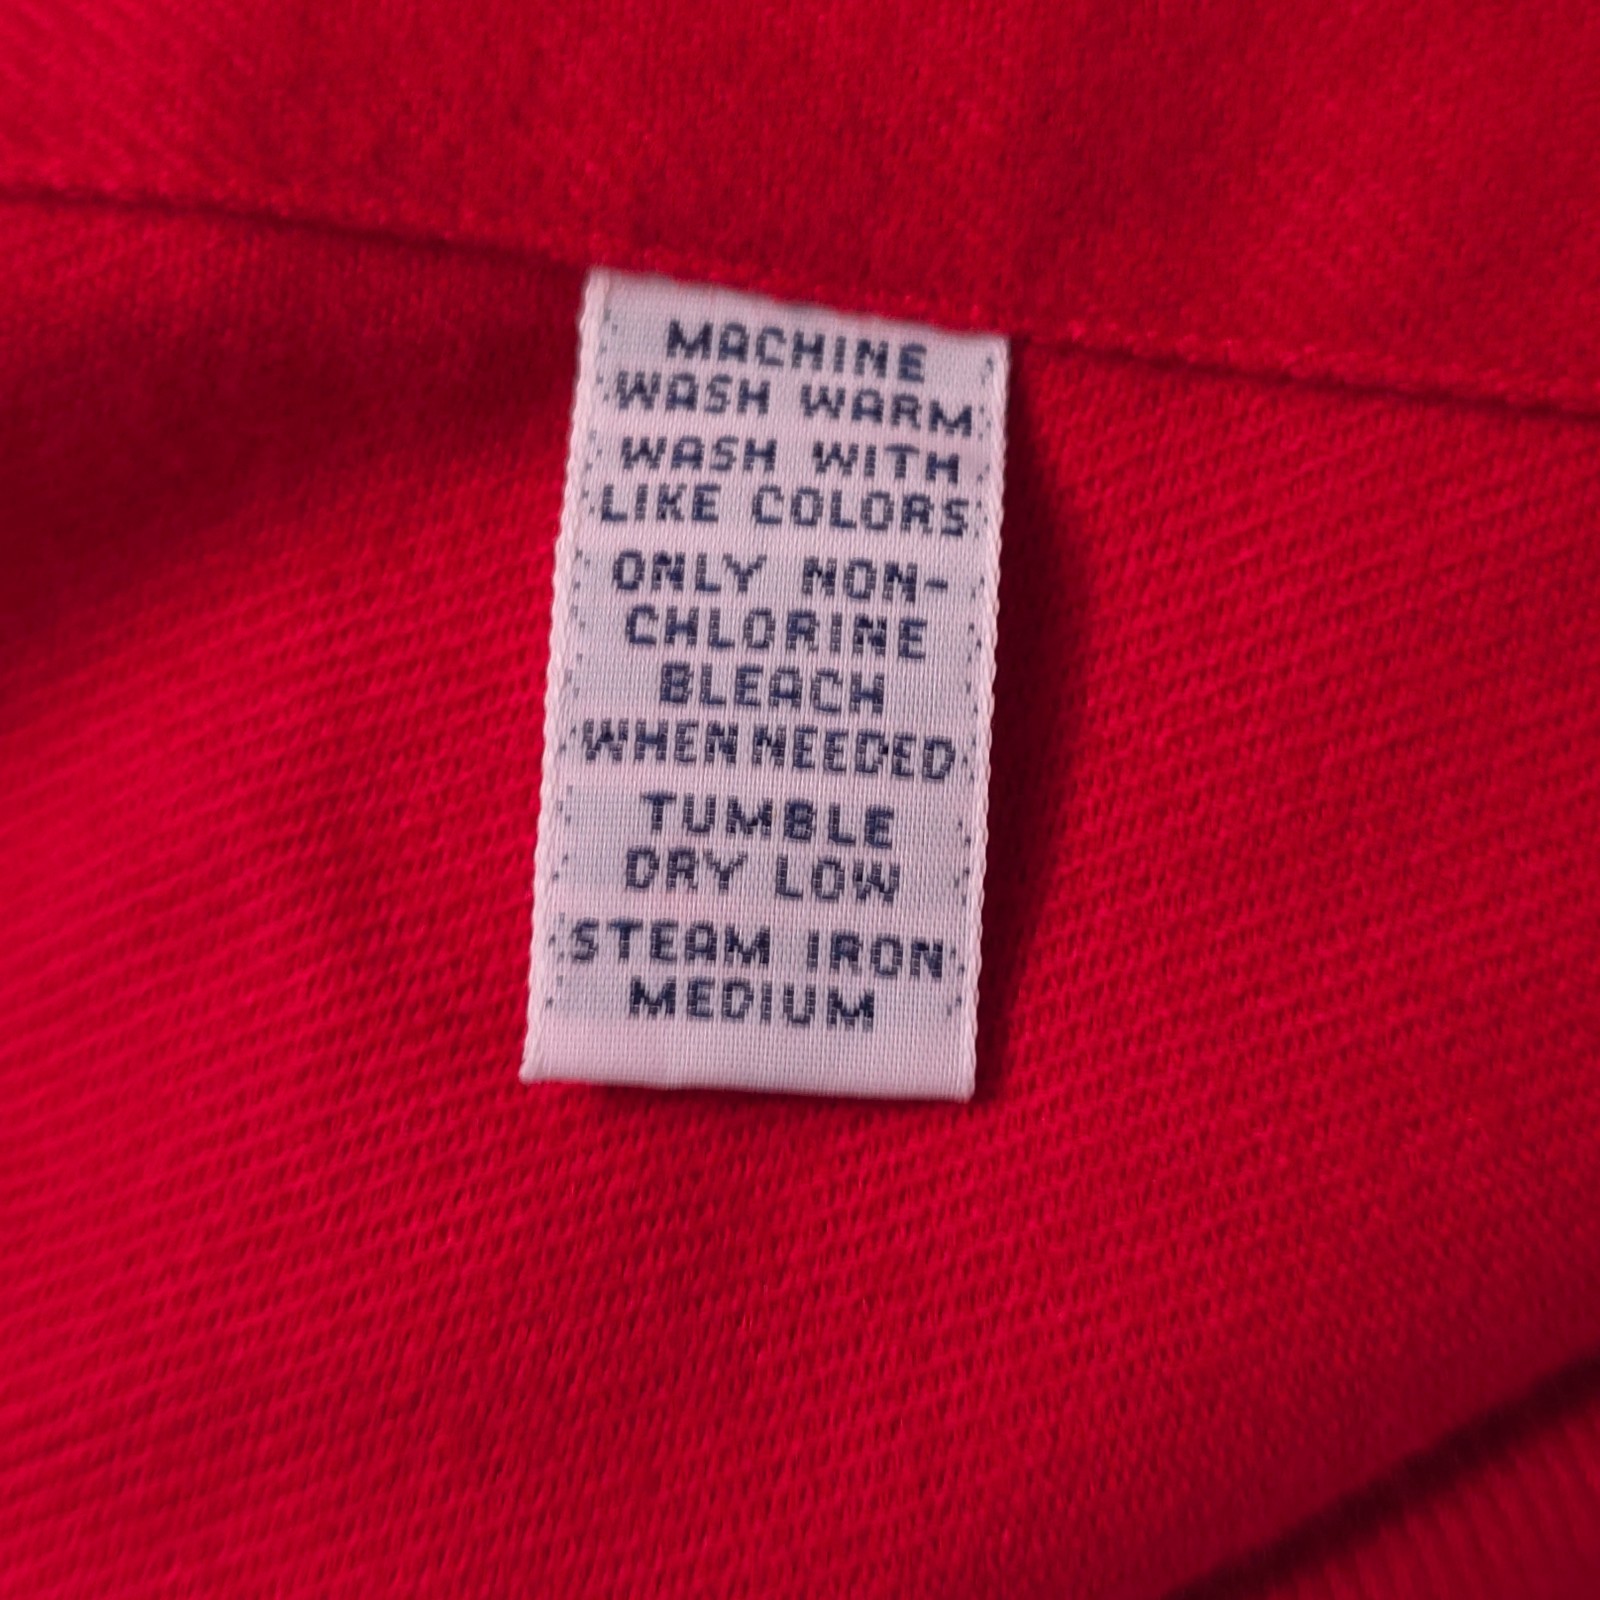 MACHINE
WASH WARM
WASH WITH
LIKE COLORS
ONLY NON-
CHLORINE
BLEACH
WHEN NEEDED
TUMBLE
DRY LOW
STEAM IRON
MEDIUM